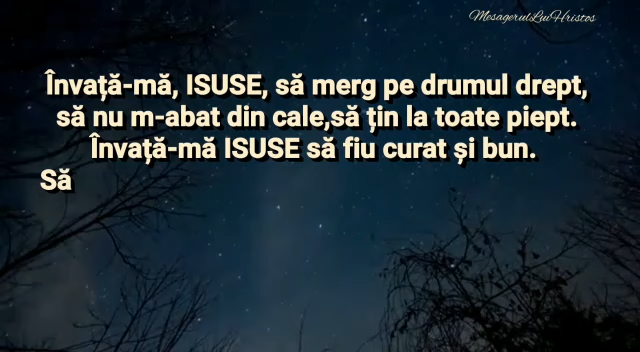 MesagerulLuiHristos
Învață-mă, ISUSE, să merg pe drumul drept,
să nu m-abat din cale,să țin la toate piept.
Învață-mă ISUSE să fiu curat și bun.
Să